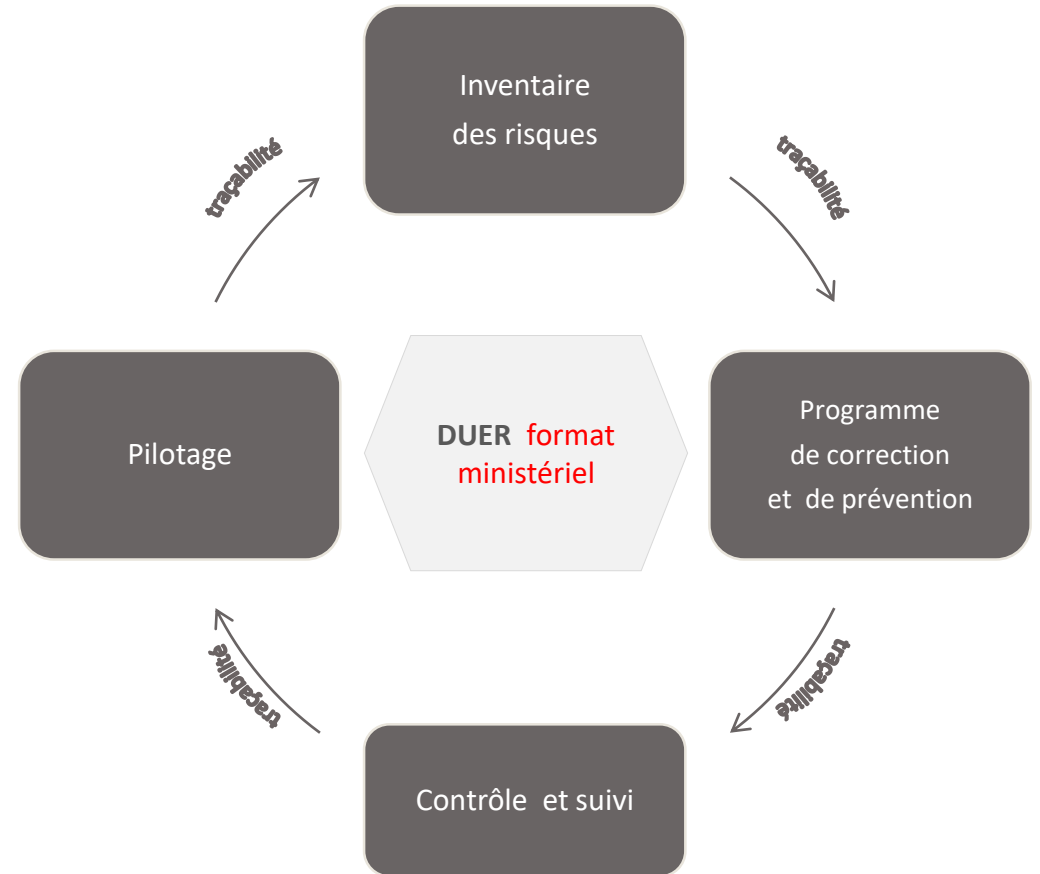 Inventaire
des risques
traçabilité
traçabilité
Pilotage
DUER format
ministériel
Programme
de correction
et de prévention
traçabilité
traçabilité
Contrôle et suivi